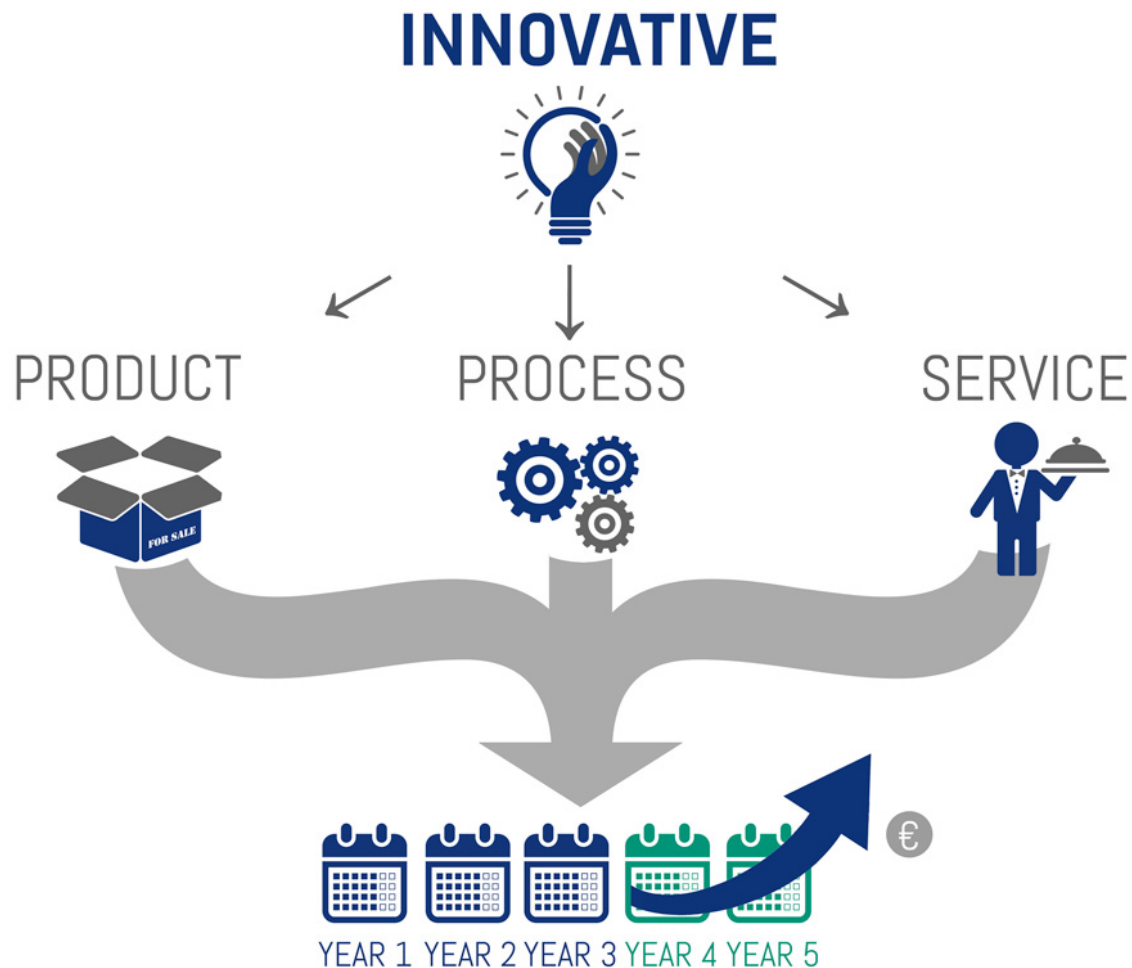 INNOVATIVE
PRODUCT
PROCESS
SERVICE
FOR SALE
€
YEAR 1 YEAR 2 YEAR 3 YEAR 4 YEAR 5